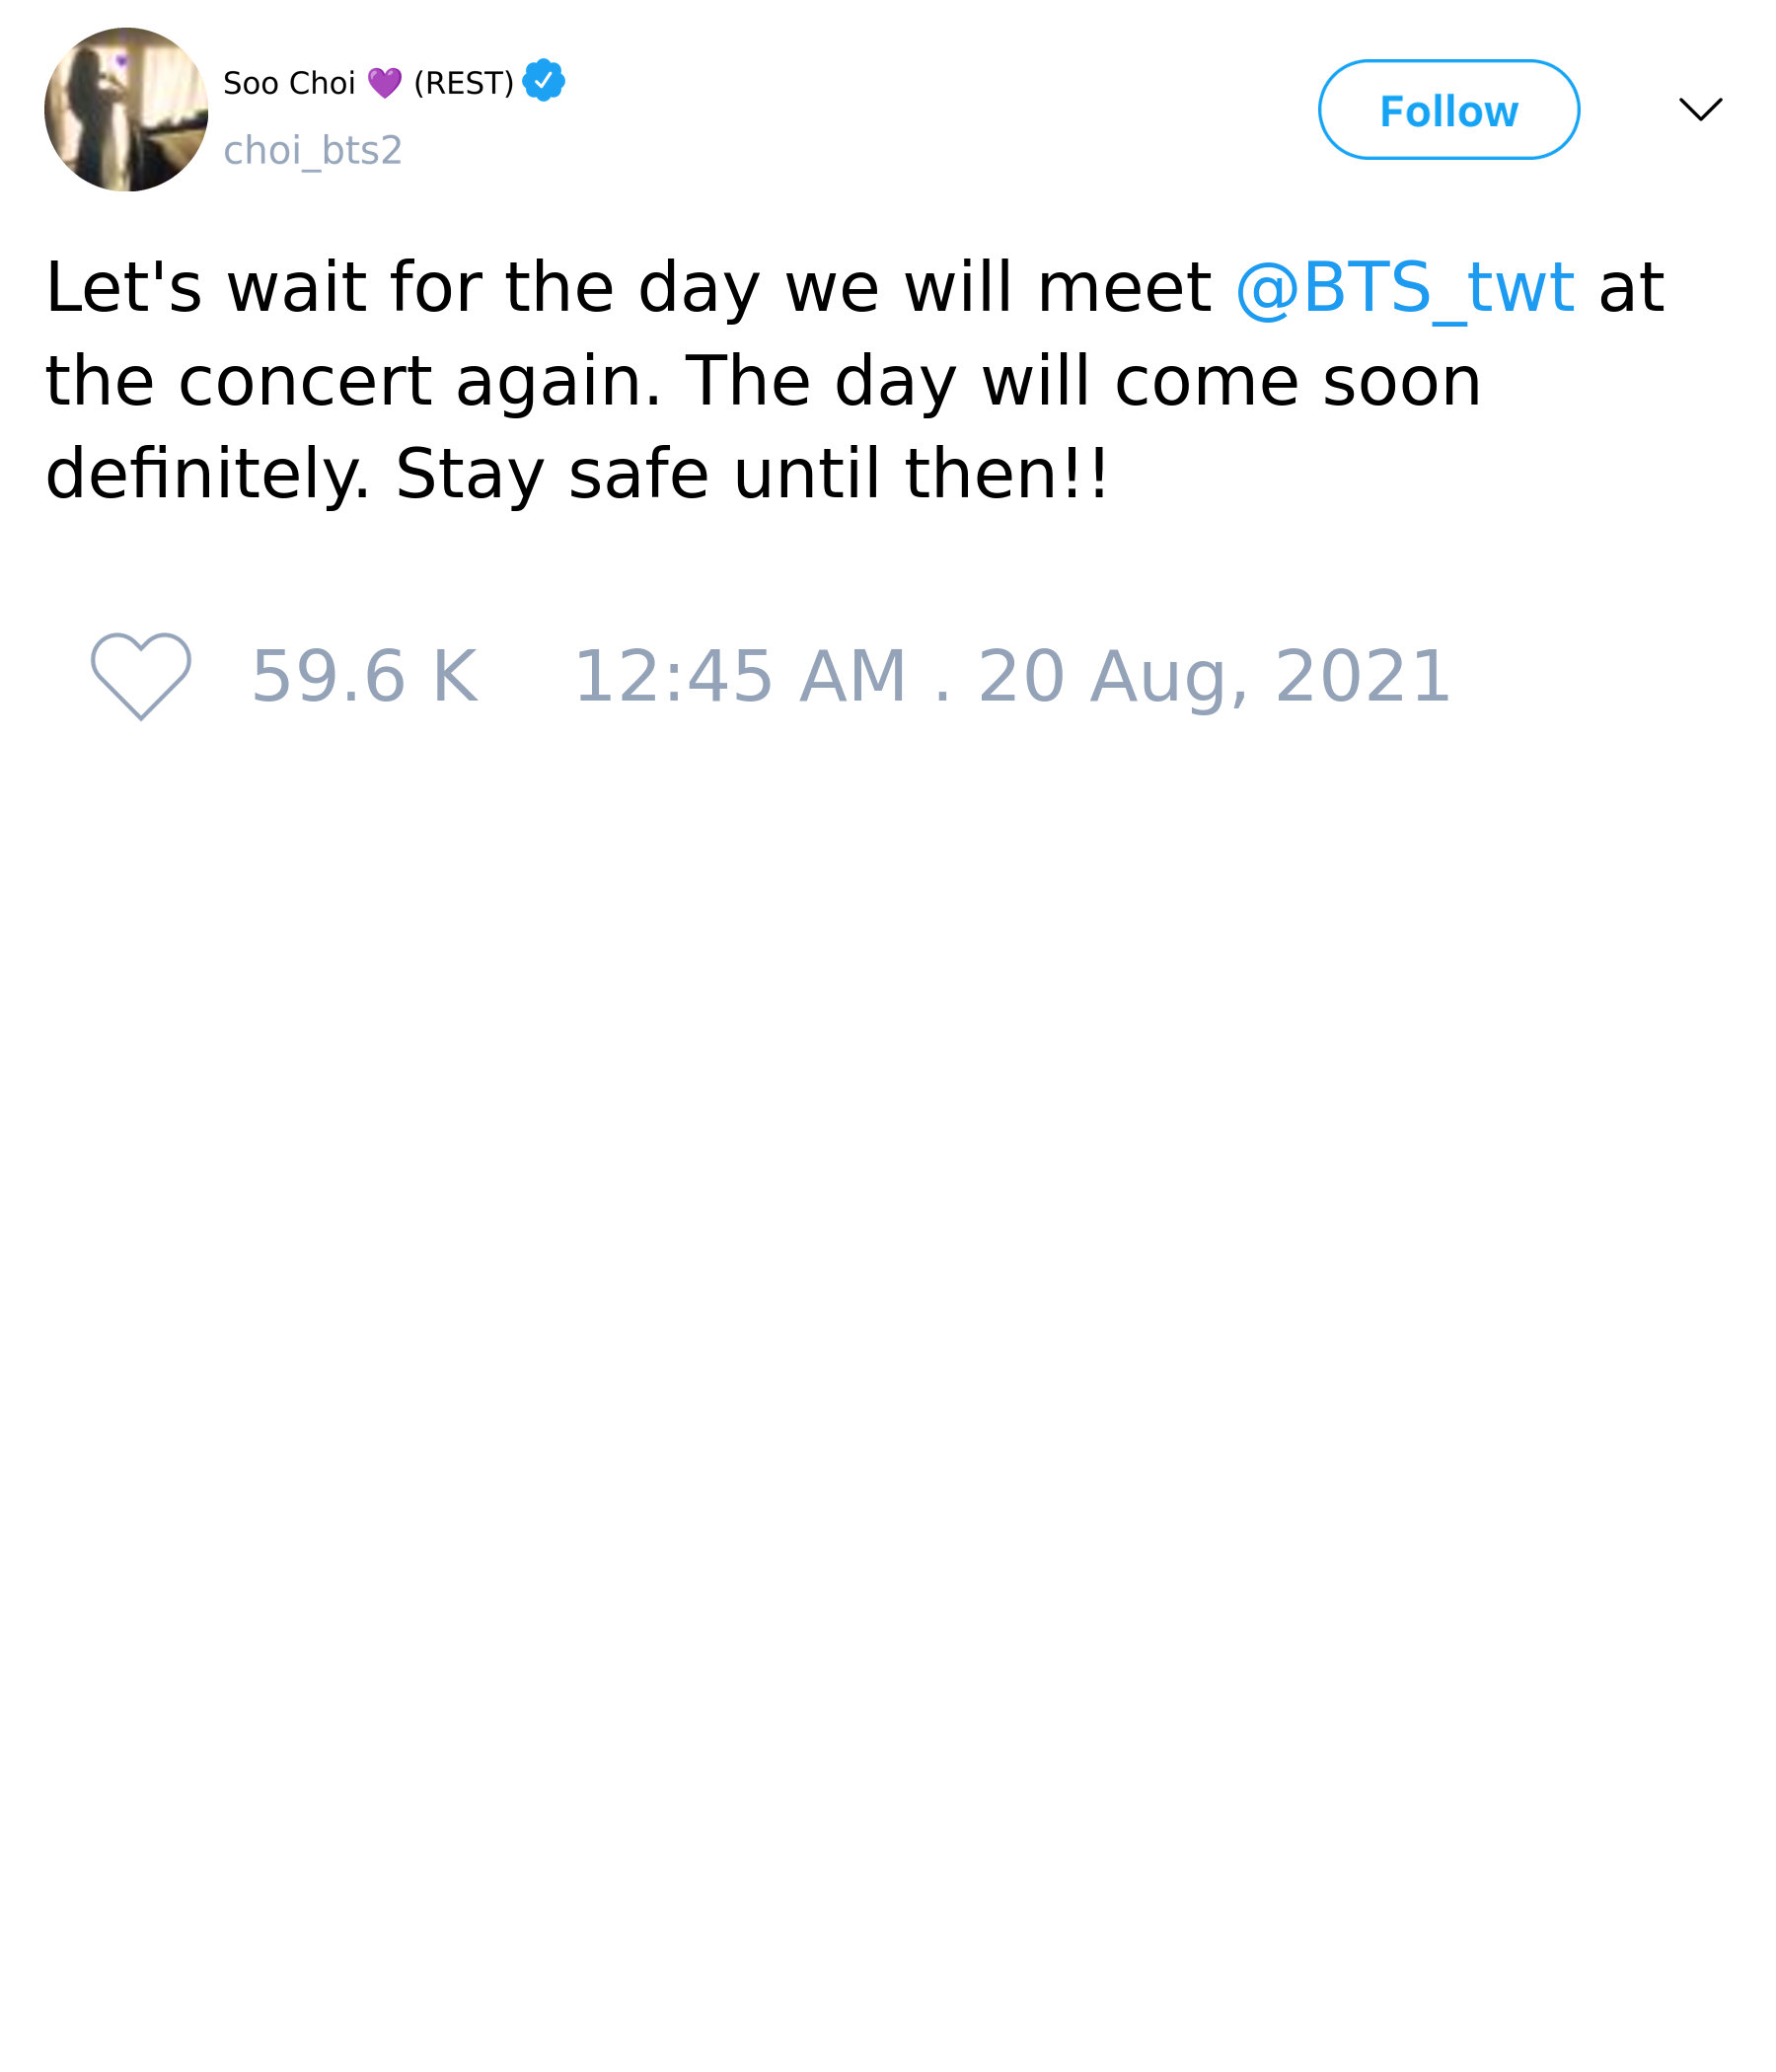 Soo Choi 💜 (REST)
choi_bts2
Follow
Let's wait for the day we will meet @BTS_twt at
the concert again. The day will come soon
definitely. Stay safe until then!!
59.6 K 12:45 AM . 20 Aug, 2021